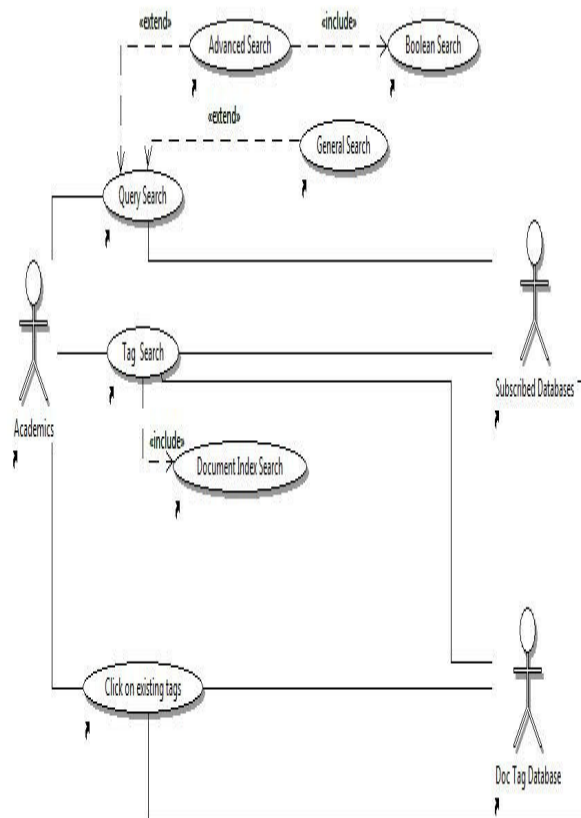 «extend»
Advanced Search
«include»
Boolean Search
«extend»
General Search
Query Search
Academics
Tag Search
Subscribed Databases
«include»
Document Index Search
Click on existing tags
Doc Tag Database